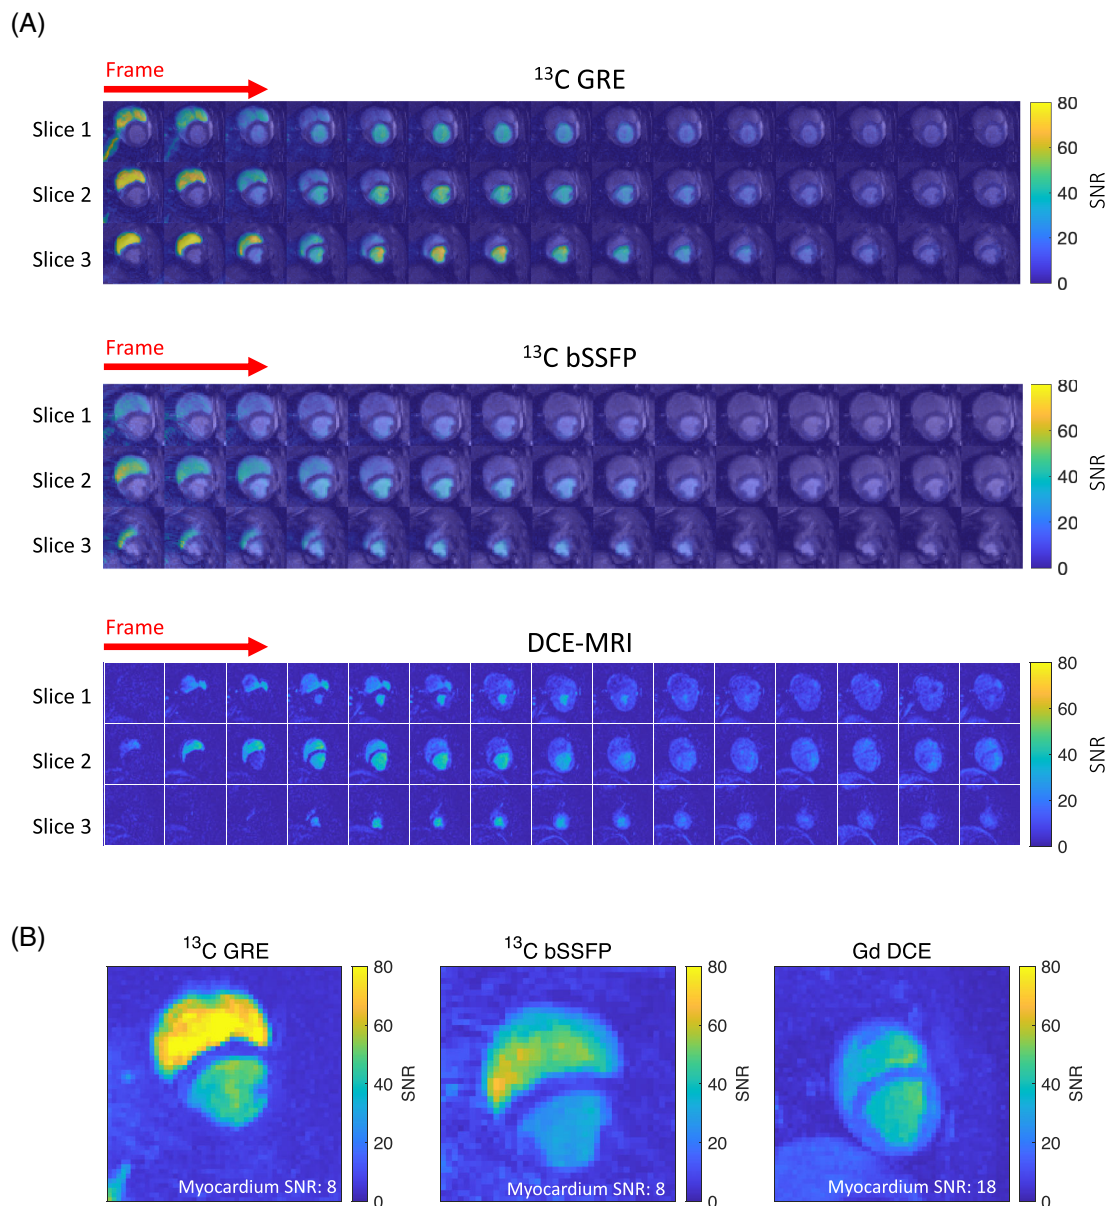 (A)
Frame
¹³C GRE
Slice 1
Slice 2
Slice 3
80
60
40
20
0
SNR
Frame
¹³C bSSFP
Slice 1
Slice 2
Slice 3
80
60
40
20
0
SNR
Frame
DCE-MRI
Slice 1
Slice 2
Slice 3
80
60
40
20
0
SNR
(B)
¹³C GRE
Myocardium SNR: 8
80
60
40
20
0
SNR
¹³C bSSFP
Myocardium SNR: 8
80
60
40
20
0
SNR
Gd DCE
Myocardium SNR: 18
80
60
40
20
0
SNR